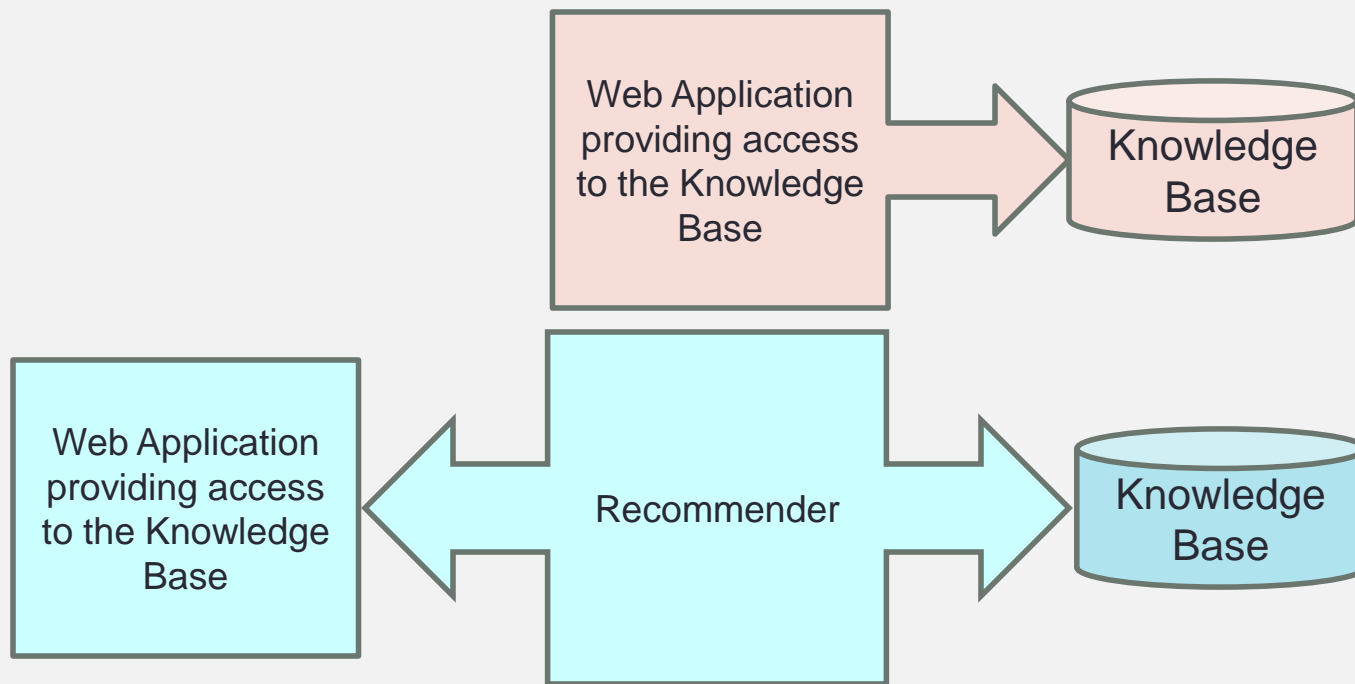 Web Application
providing access
to the Knowledge
Base
Knowledge
Base
Web Application
providing access
to the Knowledge
Base
Recommender
Knowledge
Base